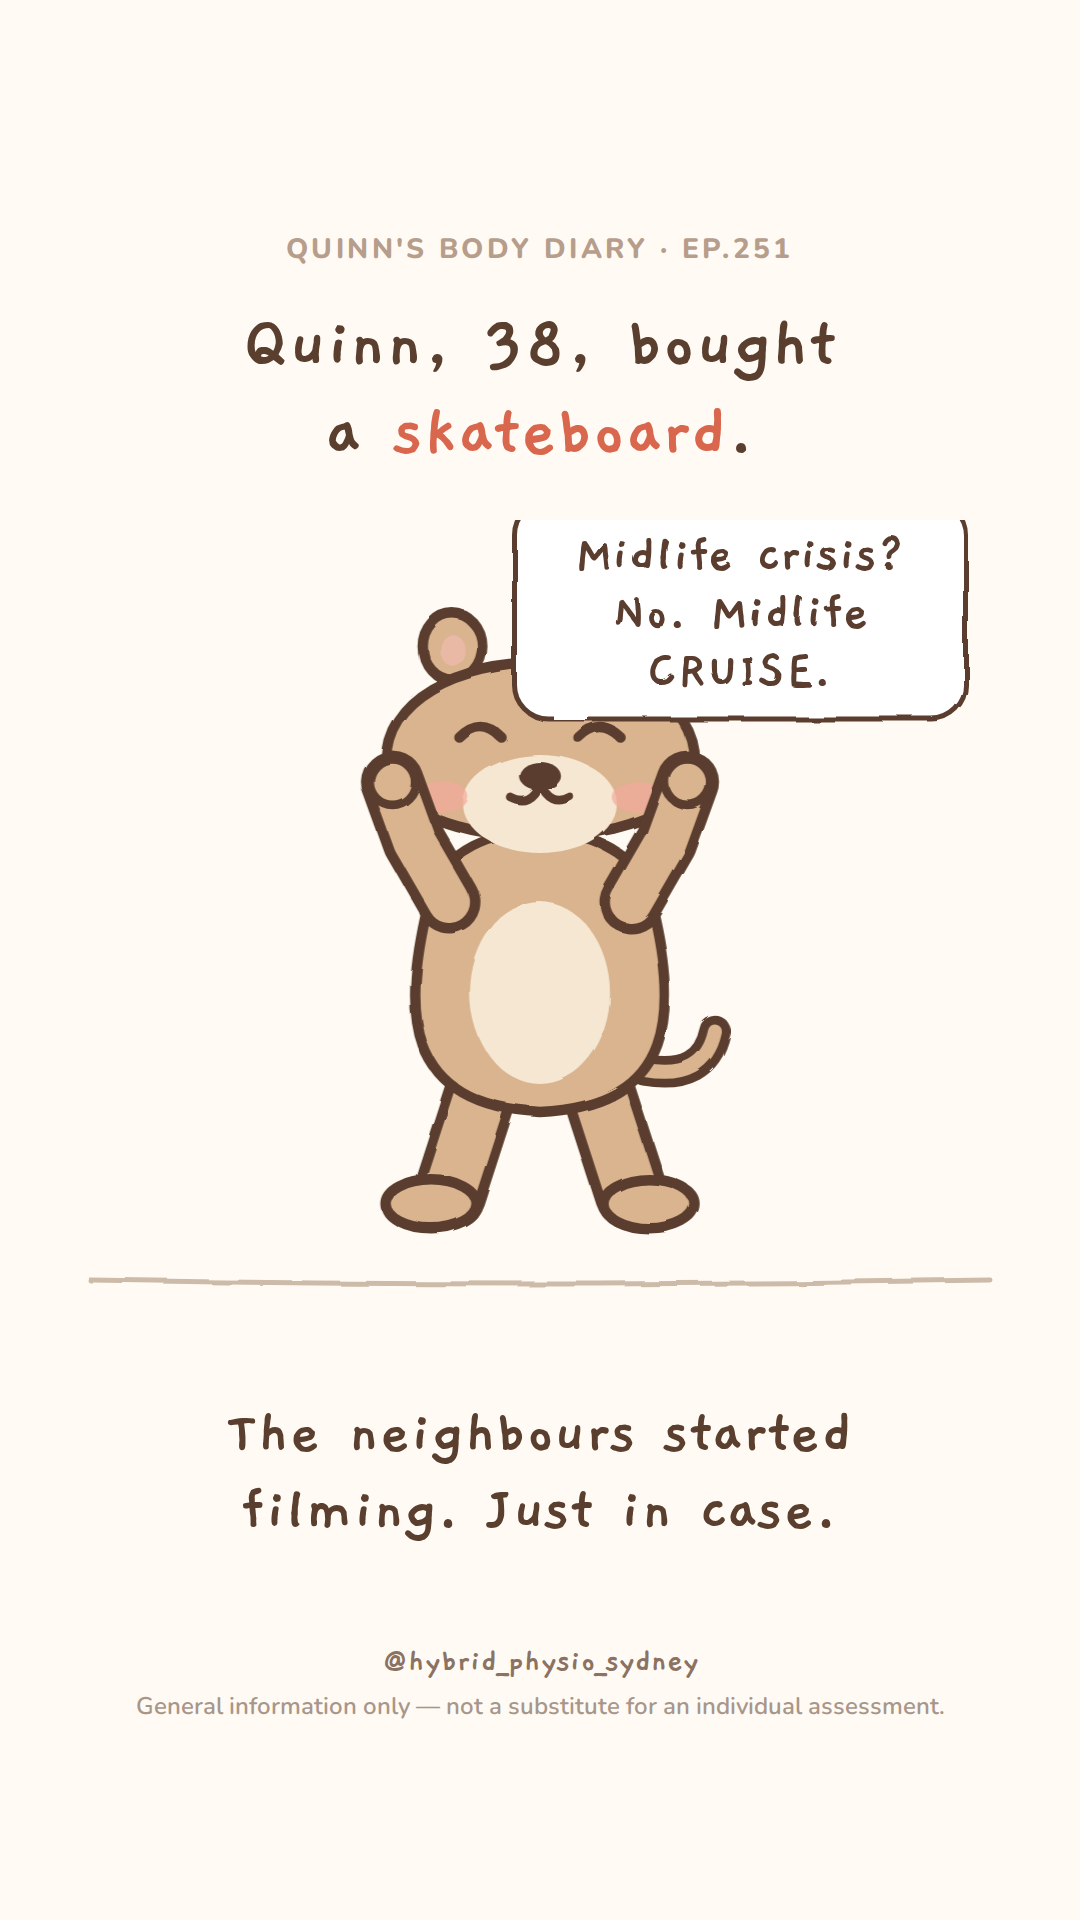 QUINN'S BODY DIARY · EP.251
Quinn, 38, bought
a skateboard.
Midlife crisis?
No. Midlife
CRUISE.
The neighbours started
filming. Just in case.
@hybrid_physio_sydney
General information only — not a substitute for an individual assessment.